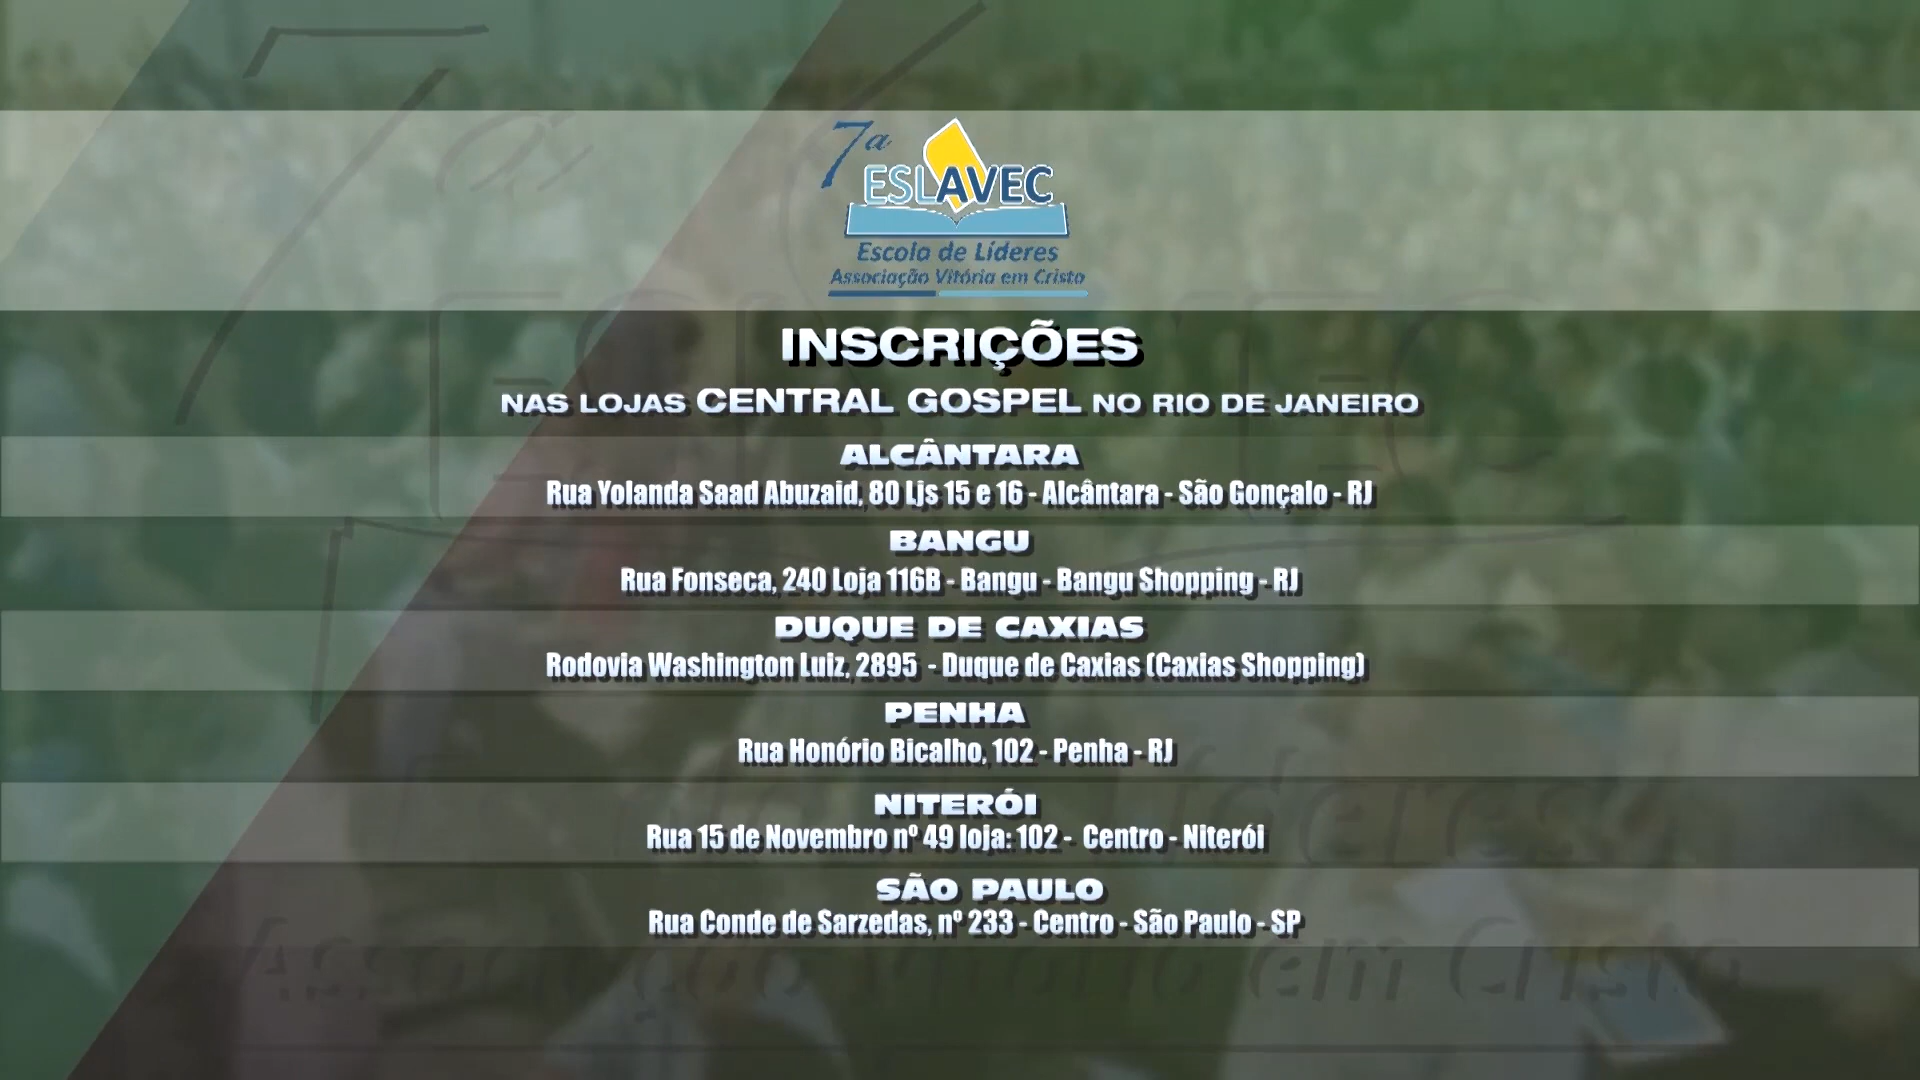 7ª
ESLAVEC
Escola de Líderes
Associação Vitória em Cristo
INSCRIÇÕES
NAS LOJAS CENTRAL GOSPEL NO RIO DE JANEIRO
ALCÂNTARA
Rua Yolanda Saad Abuzaid, 80 Ljs 15 e 16 - Alcântara - São Gonçalo - RJ
BANGU
Rua Fonseca, 240 Loja 116B - Bangu - Bangu Shopping - RJ
DUQUE DE CAXIAS
Rodovia Washington Luiz, 2895 - Duque de Caxias (Caxias Shopping)
PENHA
Rua Honório Bicalho, 102 - Penha - RJ
NITERÓI
Rua 15 de Novembro nº 49 loja: 102 - Centro - Niterói
SÃO PAULO
Rua Conde de Sarzedas, nº 233 - Centro - São Paulo - SP